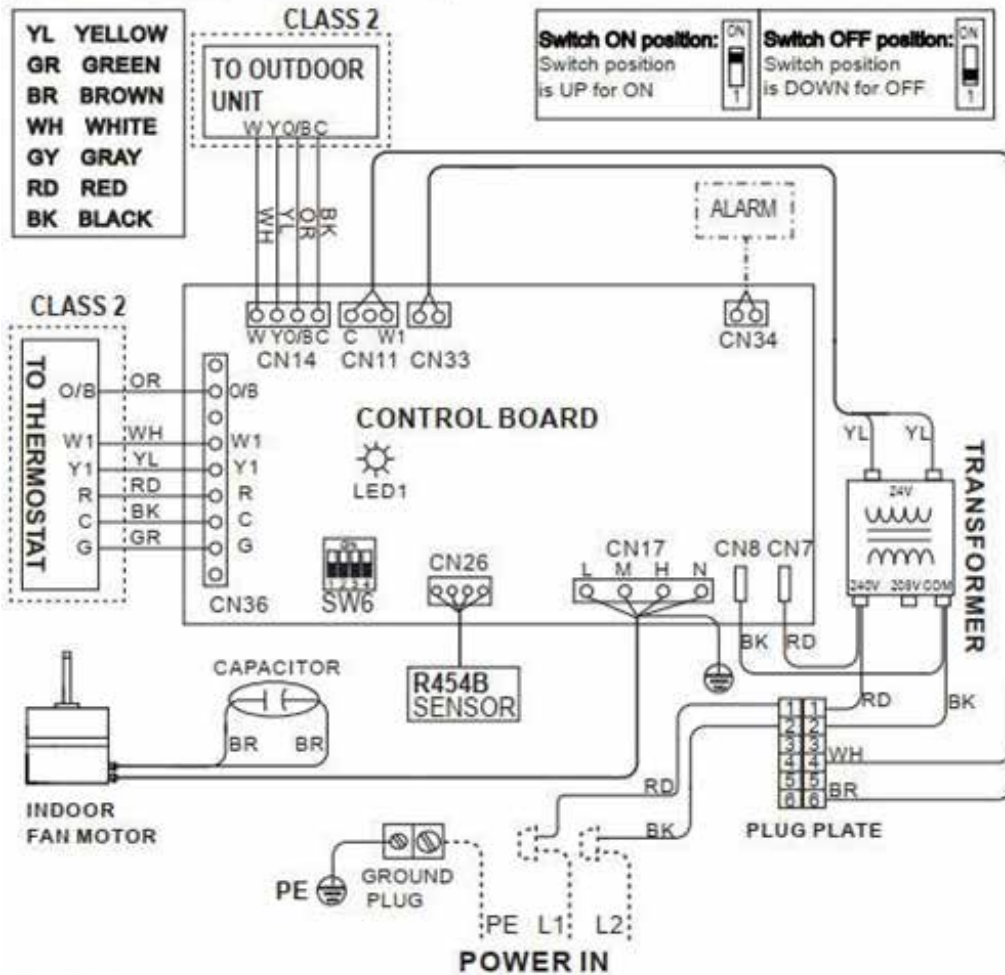 YL YELLOW
GR GREEN
BR BROWN
WH WHITE
GY GRAY
RD RED
BK BLACK
CLASS 2
TO OUTDOOR
UNIT
W Y O/B C
WH YL OR BK
Switch ON position:
Switch position
is UP for ON
ON
1
Switch OFF position:
Switch position
is DOWN for OFF
ON
1
ALARM
CLASS 2
TO THERMOSTAT
O/B OR O/B
W1 WH W1
Y1 YL Y1
R RD R
C BK C
G GR G
CN36
W Y O/B C
CN14
C W1
CN11
CN33
CN34
CONTROL BOARD
LED1
1 2 3 4
SW6
CN26
R454B
SENSOR
CN17
L M H N
CN8 CN7
BK RD
YL YL
24V
240V 208V COM
TRANSFORMER
RD BK
1 1
2 2
3 3
4 4
5 5
6 6
WH
BR
PLUG PLATE
CAPACITOR
BR BR
INDOOR
FAN MOTOR
RD
BK
PE
GROUND
PLUG
PE L1 L2
POWER IN